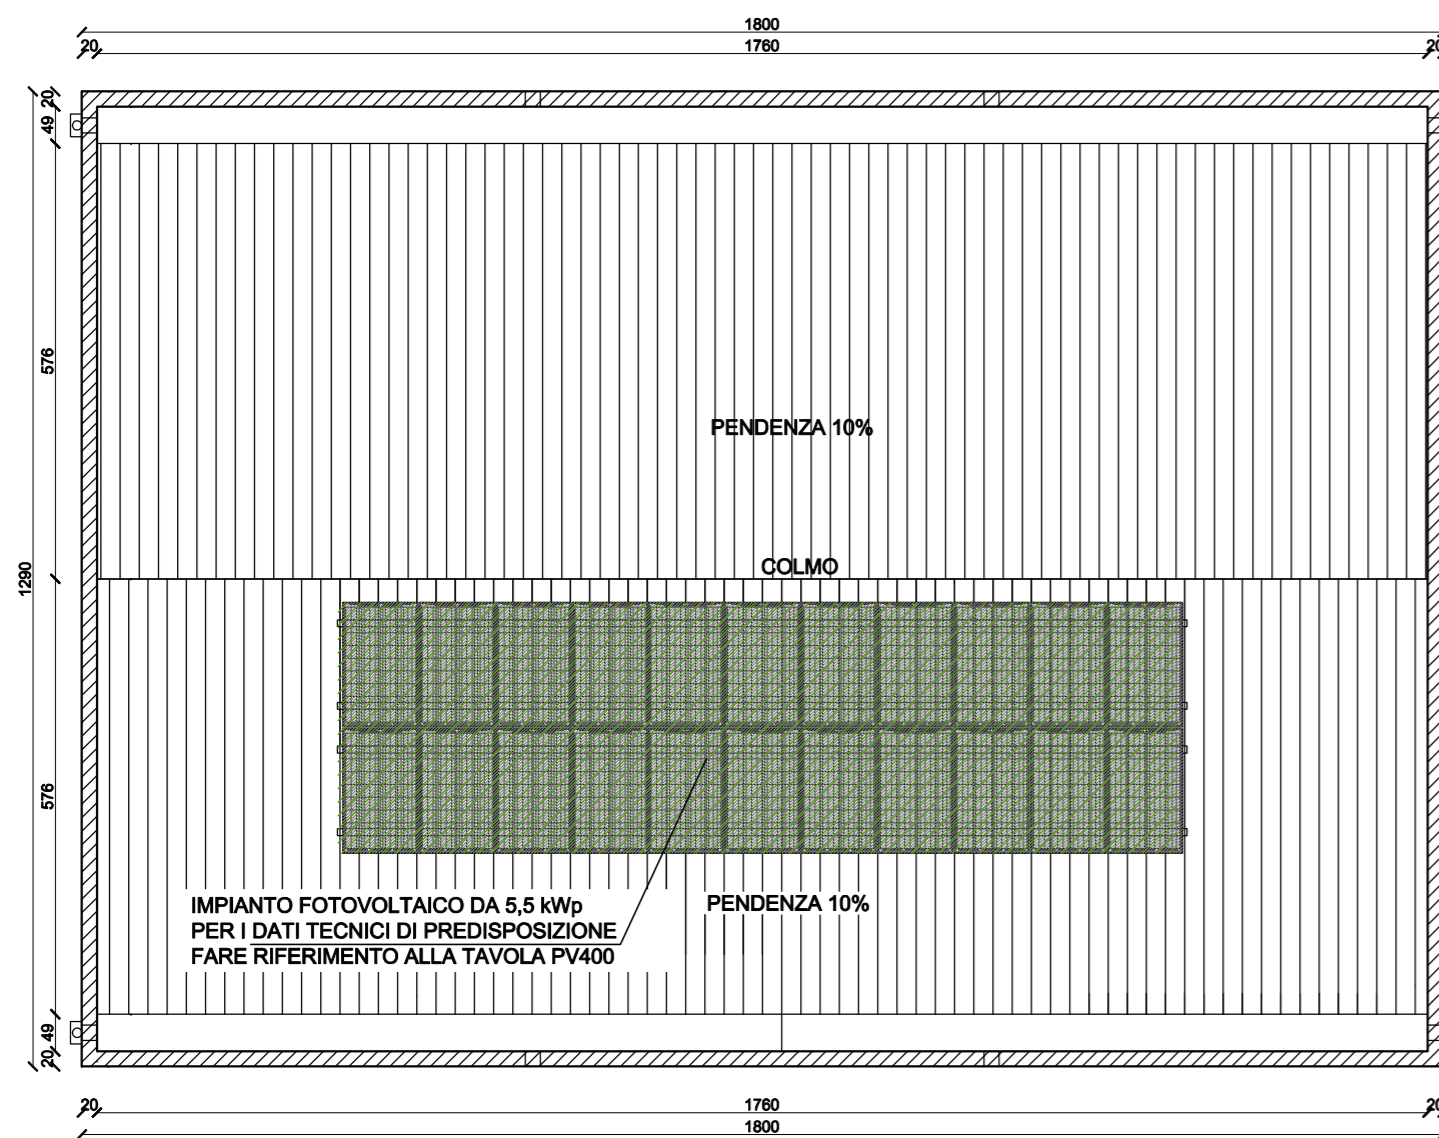 1800
20 1760 20
20
49
576
1290
576
49
20
PENDENZA 10%
COLMO
IMPIANTO FOTOVOLTAICO DA 5,5 kWp
PER I DATI TECNICI DI PREDISPOSIZIONE
FARE RIFERIMENTO ALLA TAVOLA PV400
PENDENZA 10%
20 1760 20
1800